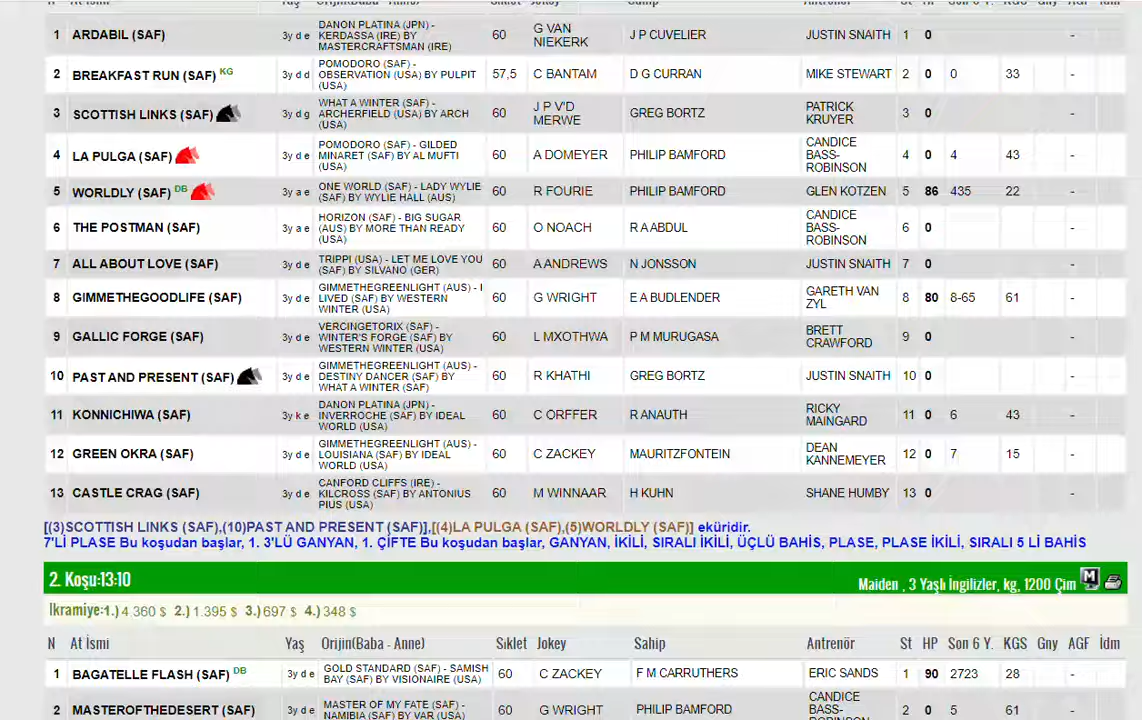 N At İsmi Yaş Orijin(Baba - Anne) Sıklet Jokey Sahip Antrenör St HP Son 6 Y. KGS Gny AGF İdm
1 ARDABIL (SAF) 3y d e DANON PLATINA (JPN) - KERDASSA (IRE) BY MASTERCRAFTSMAN (IRE) 60 G VAN NIEKERK J P CUVELIER JUSTIN SNAITH 1 0 -
2 BREAKFAST RUN (SAF) KG 3y d d POMODORO (SAF) - OBSERVATION (USA) BY PULPIT (USA) 57,5 C BANTAM D G CURRAN MIKE STEWART 2 0 0 33 -
3 SCOTTISH LINKS (SAF) 3y d g WHAT A WINTER (SAF) - ARCHERFIELD (USA) BY ARCH (USA) 60 J P V'D MERWE GREG BORTZ PATRICK KRUYER 3 0 -
4 LA PULGA (SAF) 3y d e POMODORO (SAF) - GILDED MINARET (SAF) BY AL MUFTI (USA) 60 A DOMEYER PHILIP BAMFORD CANDICE BASS-ROBINSON 4 0 4 43 -
5 WORLDLY (SAF) DB 3y a e ONE WORLD (SAF) - LADY WYLIE (SAF) BY WYLIE HALL (AUS) 60 R FOURIE PHILIP BAMFORD GLEN KOTZEN 5 86 435 22 -
6 THE POSTMAN (SAF) 3y a e HORIZON (SAF) - BIG SUGAR (AUS) BY MORE THAN READY (USA) 60 O NOACH R A ABDUL CANDICE BASS-ROBINSON 6 0 -
7 ALL ABOUT LOVE (SAF) 3y d e TRIPPI (USA) - LET ME LOVE YOU (SAF) BY SILVANO (GER) 60 A ANDREWS N JONSSON JUSTIN SNAITH 7 0 -
8 GIMMETHEGOODLIFE (SAF) 3y d e GIMMETHEGREENLIGHT (AUS) - I LIVED (SAF) BY WESTERN WINTER (USA) 60 G WRIGHT E A BUDLENDER GARETH VAN ZYL 8 80 8-65 61 -
9 GALLIC FORGE (SAF) 3y d e VERCINGETORIX (SAF) - WINTER'S FORGE (SAF) BY WESTERN WINTER (USA) 60 L MXOTHWA P M MURUGASA BRETT CRAWFORD 9 0 -
10 PAST AND PRESENT (SAF) 3y d e GIMMETHEGREENLIGHT (AUS) - DESTINY DANCER (SAF) BY WHAT A WINTER (SAF) 60 R KHATHI GREG BORTZ JUSTIN SNAITH 10 0 -
11 KONNICHIWA (SAF) 3y k e DANON PLATINA (JPN) - INVERROCHE (SAF) BY IDEAL WORLD (USA) 60 C ORFFER R ANAUTH RICKY MAINGARD 11 0 6 43 -
12 GREEN OKRA (SAF) 3y d e GIMMETHEGREENLIGHT (AUS) - LOUISIANA (SAF) BY IDEAL WORLD (USA) 60 C ZACKEY MAURITZFONTEIN DEAN KANNEMEYER 12 0 7 15 -
13 CASTLE CRAG (SAF) 3y d e CANFORD CLIFFS (IRE) - KILCROSS (SAF) BY ANTONIUS PIUS (USA) 60 M WINNAAR H KUHN SHANE HUMBY 13 0 -
[(3)SCOTTISH LINKS (SAF),(10)PAST AND PRESENT (SAF)],[(4)LA PULGA (SAF),(5)WORLDLY (SAF)] eküridir.
7'Lİ PLASE Bu koşudan başlar, 1. 3'LÜ GANYAN, 1. ÇİFTE Bu koşudan başlar, GANYAN, İKİLİ, SIRALI İKİLİ, ÜÇLÜ BAHİS, PLASE, PLASE İKİLİ, SIRALI 5 Lİ BAHİS
2. Koşu:13:10 Maiden , 3 Yaşlı İngilizler, kg, 1200 Çim M
İkramiye:1.) 4.360 $ 2.) 1.395 $ 3.) 697 $ 4.) 348 $
N At İsmi Yaş Orijin(Baba - Anne) Sıklet Jokey Sahip Antrenör St HP Son 6 Y. KGS Gny AGF İdm
1 BAGATELLE FLASH (SAF) DB 3y d e GOLD STANDARD (SAF) - SAMISH BAY (SAF) BY VISIONAIRE (USA) 60 C ZACKEY F M CARRUTHERS ERIC SANDS 1 90 2723 28 -
2 MASTEROFTHEDESERT (SAF) 3y d e MASTER OF MY FATE (SAF) - NAMIBIA (SAF) BY VAR (USA) 60 G WRIGHT PHILIP BAMFORD CANDICE BASS-ROBINSON 2 0 5 61 -